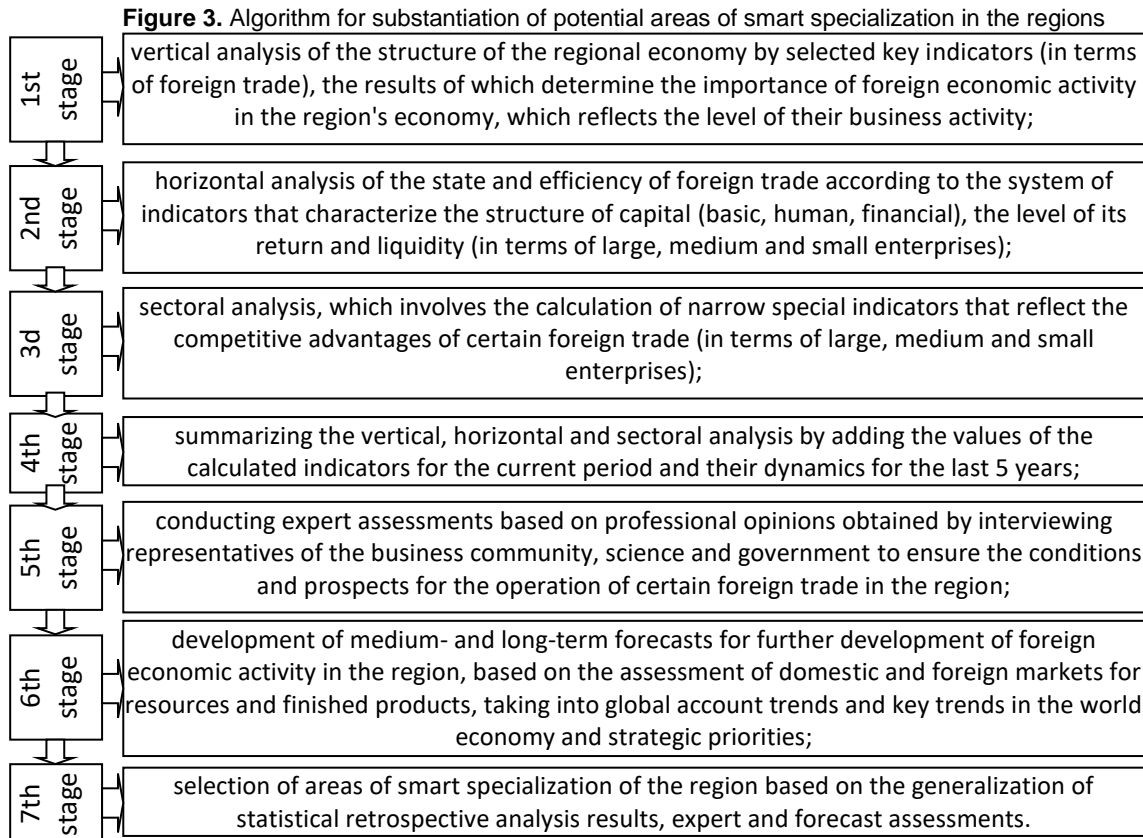 Figure 3. Algorithm for substantiation of potential areas of smart specialization in the regions
1st
stage
vertical analysis of the structure of the regional economy by selected key indicators (in terms
of foreign trade), the results of which determine the importance of foreign economic activity
in the region's economy, which reflects the level of their business activity;
2nd
stage
horizontal analysis of the state and efficiency of foreign trade according to the system of
indicators that characterize the structure of capital (basic, human, financial), the level of its
return and liquidity (in terms of large, medium and small enterprises);
3d
stage
sectoral analysis, which involves the calculation of narrow special indicators that reflect the
competitive advantages of certain foreign trade (in terms of large, medium and small
enterprises);
4th
stage
summarizing the vertical, horizontal and sectoral analysis by adding the values of the
calculated indicators for the current period and their dynamics for the last 5 years;
5th
stage
conducting expert assessments based on professional opinions obtained by interviewing
representatives of the business community, science and government to ensure the conditions
and prospects for the operation of certain foreign trade in the region;
6th
stage
development of medium- and long-term forecasts for further development of foreign
economic activity in the region, based on the assessment of domestic and foreign markets for
resources and finished products, taking into global account trends and key trends in the world
economy and strategic priorities;
7th
stage
selection of areas of smart specialization of the region based on the generalization of
statistical retrospective analysis results, expert and forecast assessments.